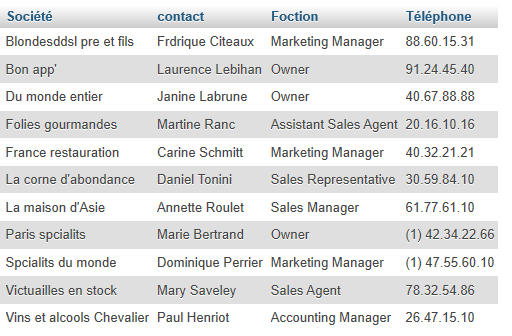 Société contact Foction Téléphone
Blondesddsl pre et fils Frdrique Citeaux Marketing Manager 88.60.15.31
Bon app' Laurence Lebihan Owner 91.24.45.40
Du monde entier Janine Labrune Owner 40.67.88.88
Folies gourmandes Martine Ranc Assistant Sales Agent 20.16.10.16
France restauration Carine Schmitt Marketing Manager 40.32.21.21
La corne d'abondance Daniel Tonini Sales Representative 30.59.84.10
La maison d'Asie Annette Roulet Sales Manager 61.77.61.10
Paris spcialits Marie Bertrand Owner (1) 42.34.22.66
Spcialits du monde Dominique Perrier Marketing Manager (1) 47.55.60.10
Victuailles en stock Mary Saveley Sales Agent 78.32.54.86
Vins et alcools Chevalier Paul Henriot Accounting Manager 26.47.15.10